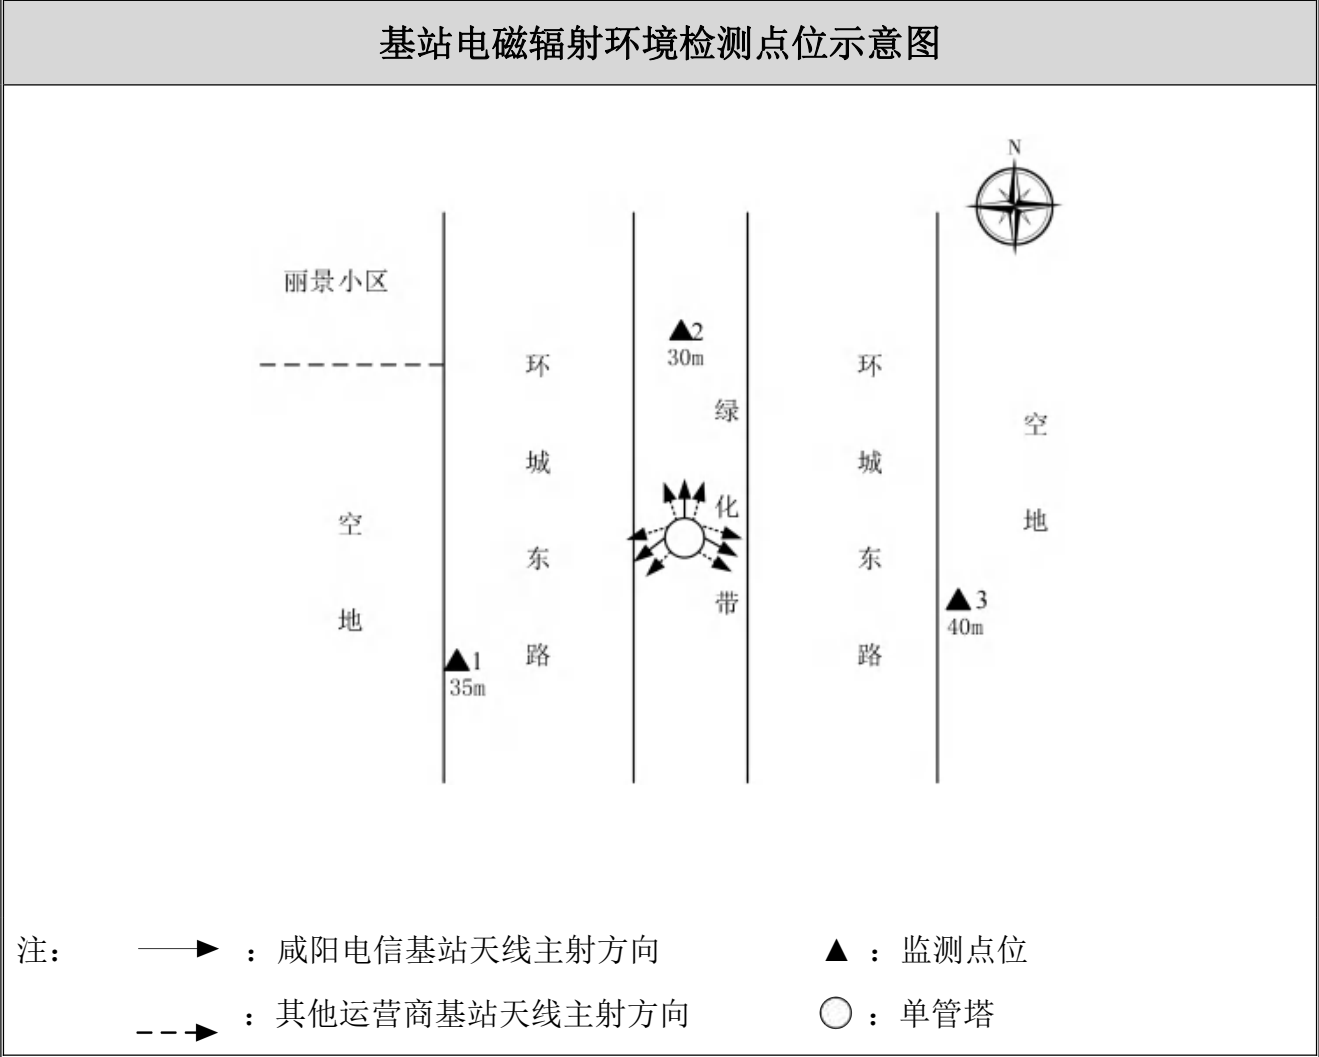 基站电磁辐射环境检测点位示意图
N
丽景小区
2
30m
环城东路
绿化带
环城东路
空地
空地
1
35m
3
40m
注：
：咸阳电信基站天线主射方向
：监测点位
：其他运营商基站天线主射方向
：单管塔